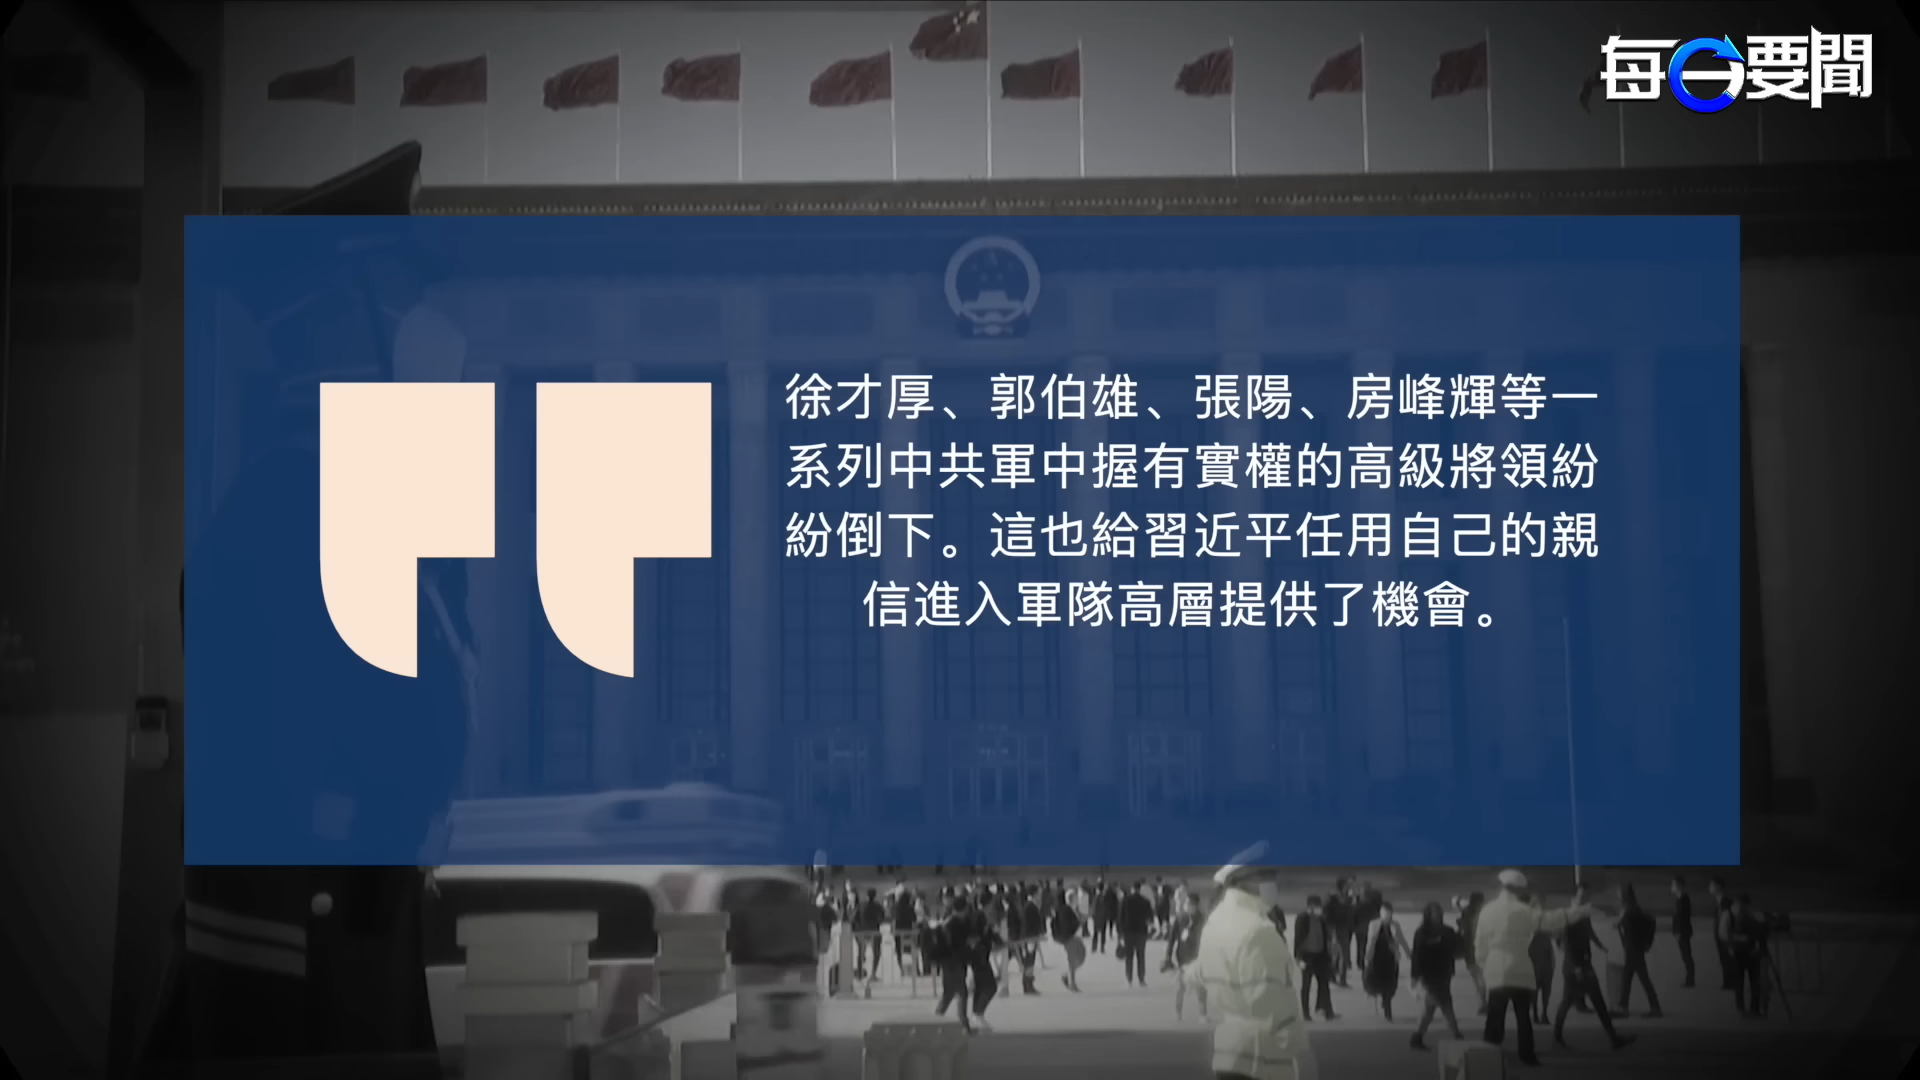 每日要聞
徐才厚、郭伯雄、張陽、房峰輝等一
系列中共軍中握有實權的高級將領紛
紛倒下。這也給習近平任用自己的親
信進入軍隊高層提供了機會。